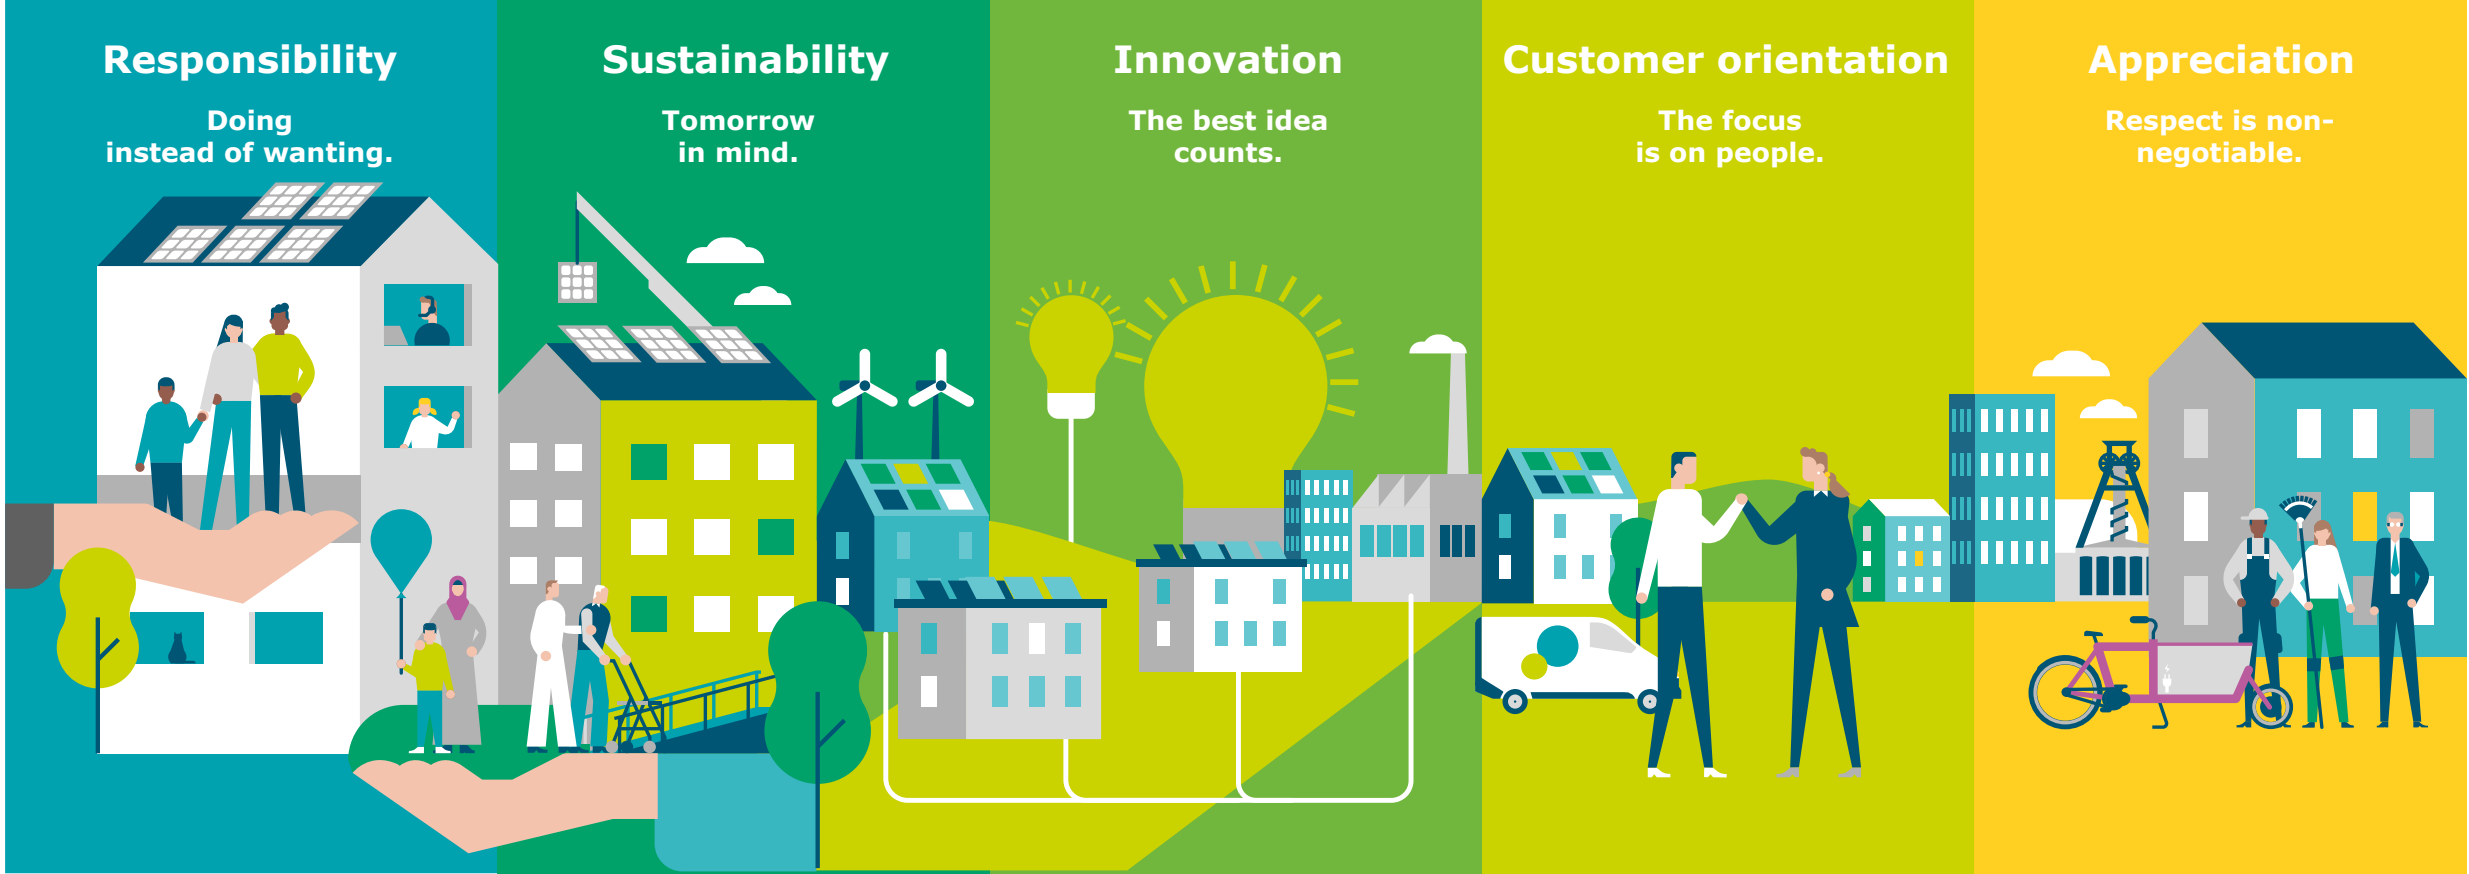 Responsibility
Doing
instead of wanting.
Sustainability
Tomorrow
in mind.
Innovation
The best idea
counts.
Customer orientation
The focus
is on people.
Appreciation
Respect is non-
negotiable.